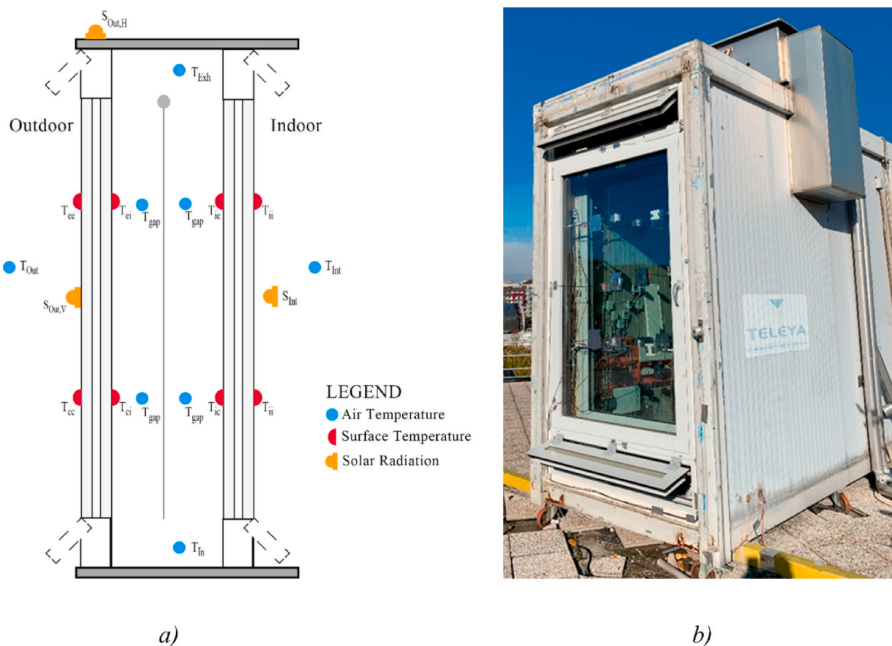 S_Out,H
T_Exh
Outdoor
Indoor
T_ee
T_ei
T_gap
T_gap
T_ie
T_ii
T_Out
T_Int
S_Out,V
S_Int
T_ee
T_ei
T_gap
T_gap
T_ie
T_ii
T_In
LEGEND
Air Temperature
Surface Temperature
Solar Radiation
TELEYA
a)
b)